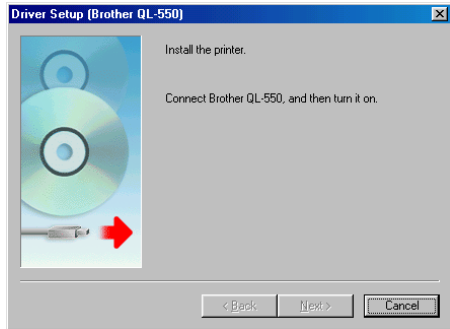 Driver Setup (Brother QL-550)
Install the printer.
Connect Brother QL-550, and then turn it on.
< Back
Next >
Cancel